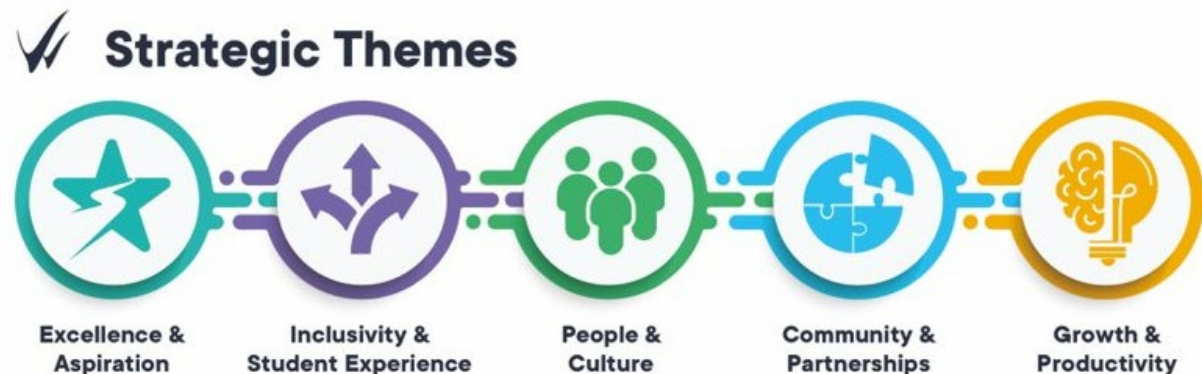 Strategic Themes
Excellence &
Aspiration
Inclusivity &
Student Experience
People &
Culture
Community &
Partnerships
Growth &
Productivity